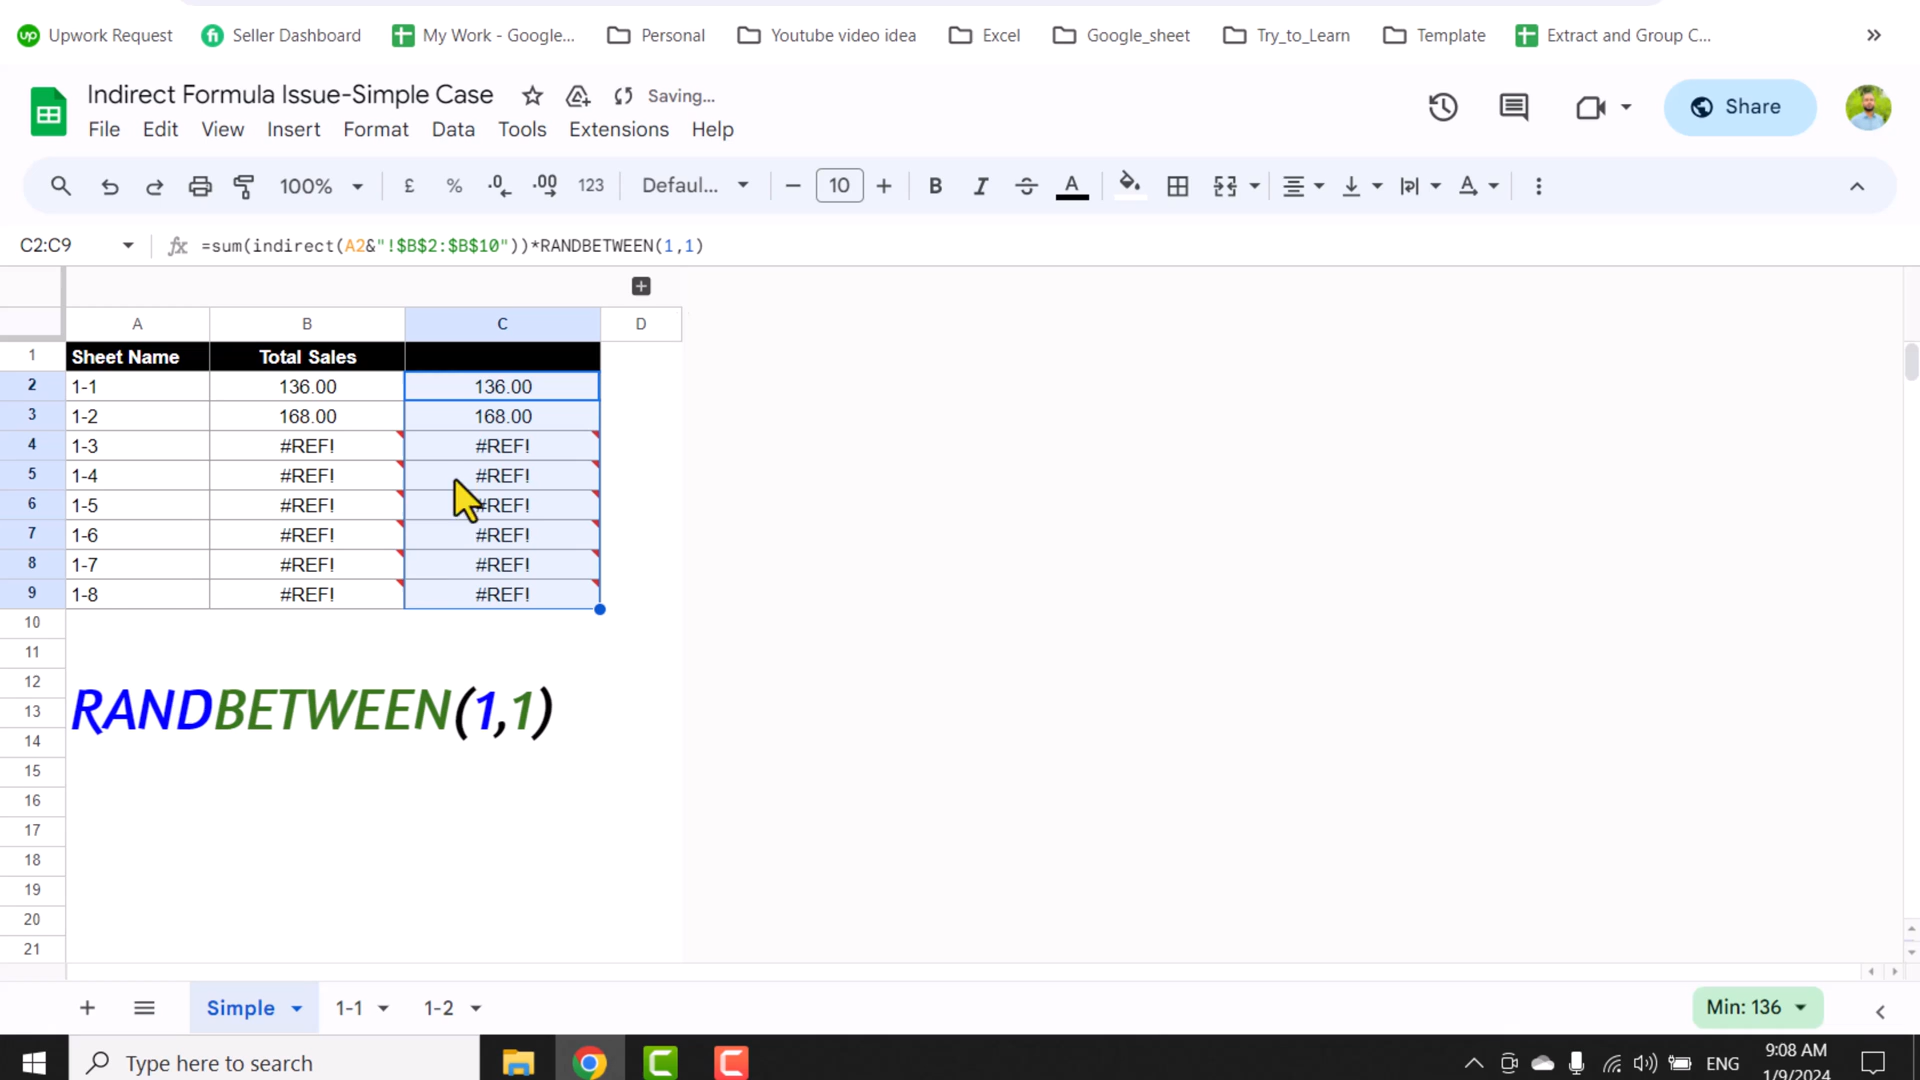 up Upwork Request fi Seller Dashboard My Work - Google... Personal Youtube video idea Excel Google_sheet Try_to_Learn Template Extract and Group C... »
Indirect Formula Issue-Simple Case Saving...
Share
File Edit View Insert Format Data Tools Extensions Help
100% £ % .0 .00 123 Defaul... − 10 + B I A
C2:C9 fx =sum(indirect(A2&"!$B$2:$B$10"))*RANDBETWEEN(1,1)
A B C D
1 Sheet Name Total Sales
2 1-1 136.00 136.00
3 1-2 168.00 168.00
4 1-3 #REF! #REF!
5 1-4 #REF! #REF!
6 1-5 #REF! #REF!
7 1-6 #REF! #REF!
8 1-7 #REF! #REF!
9 1-8 #REF! #REF!
10
11
12
13 RANDBETWEEN(1,1)
14
15
16
17
18
19
20
21
Simple 1-1 1-2 Min: 136
Type here to search ENG 9:08 AM
1/9/2024